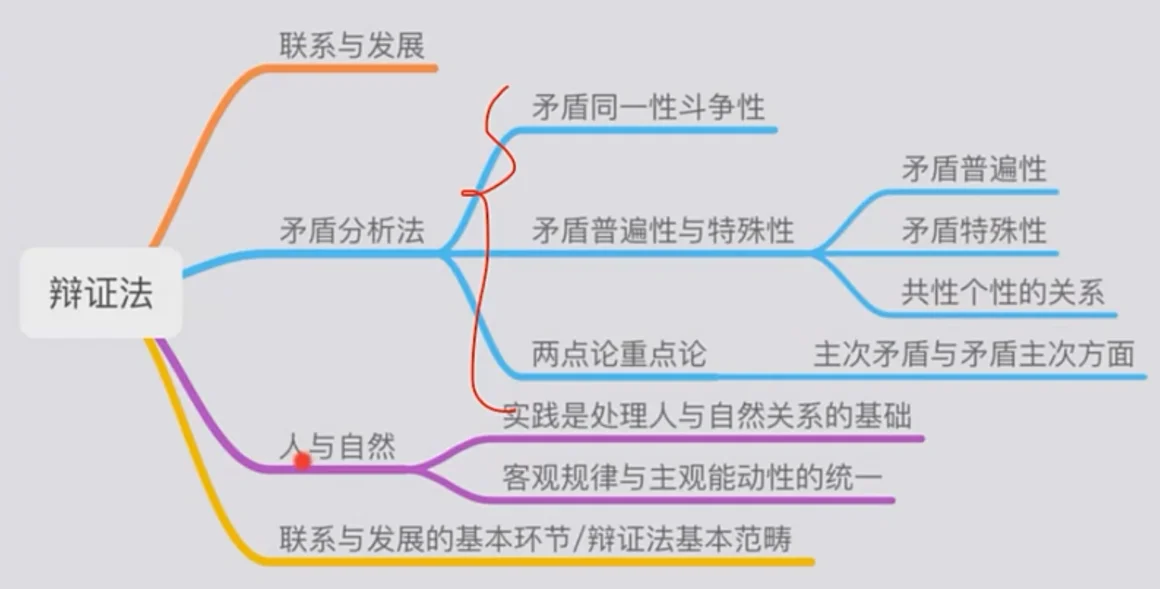 联系与发展
矛盾同一性斗争性
矛盾普遍性
矛盾分析法
矛盾普遍性与特殊性
矛盾特殊性
辩证法
共性个性的关系
两点论重点论
主次矛盾与矛盾主次方面
实践是处理人与自然关系的基础
人与自然
客观规律与主观能动性的统一
联系与发展的基本环节/辩证法基本范畴